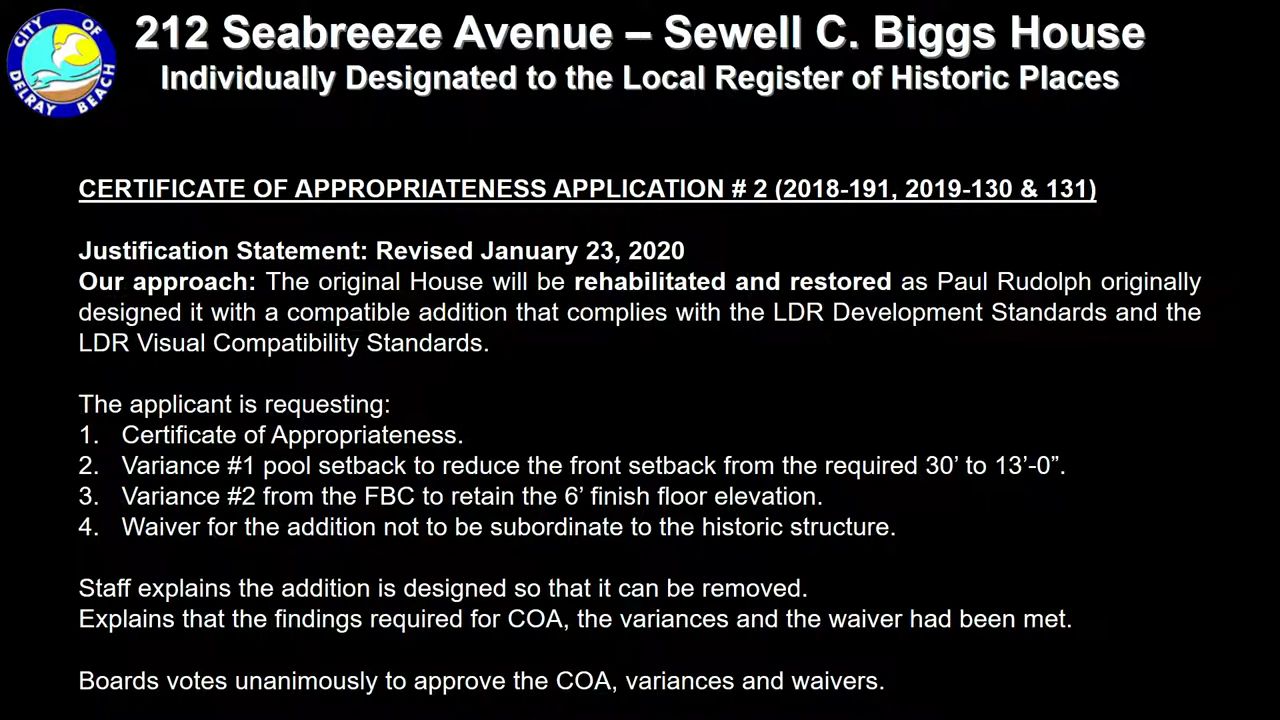 CITY OF
DELRAY BEACH
212 Seabreeze Avenue – Sewell C. Biggs House
Individually Designated to the Local Register of Historic Places
CERTIFICATE OF APPROPRIATENESS APPLICATION # 2 (2018-191, 2019-130 & 131)
Justification Statement: Revised January 23, 2020
Our approach: The original House will be rehabilitated and restored as Paul Rudolph originally
designed it with a compatible addition that complies with the LDR Development Standards and the
LDR Visual Compatibility Standards.
The applicant is requesting:
1. Certificate of Appropriateness.
2. Variance #1 pool setback to reduce the front setback from the required 30’ to 13’-0”.
3. Variance #2 from the FBC to retain the 6’ finish floor elevation.
4. Waiver for the addition not to be subordinate to the historic structure.
Staff explains the addition is designed so that it can be removed.
Explains that the findings required for COA, the variances and the waiver had been met.
Boards votes unanimously to approve the COA, variances and waivers.